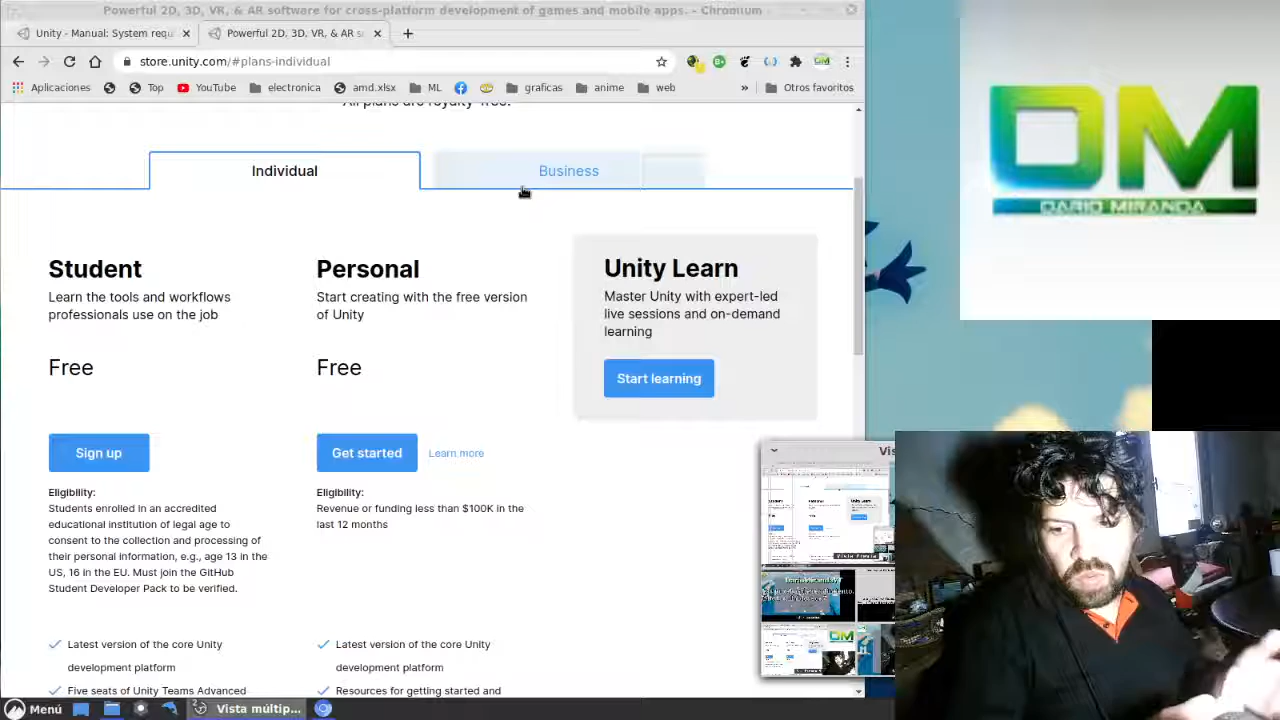 Powerful 2D, 3D, VR, & AR software for cross-platform development of games and mobile apps. - Chromium
Unity - Manual: System requ
Powerful 2D, 3D, VR, & AR s
store.unity.com/#plans-individual
Aplicaciones
Top
YouTube
electronica
amd.xlsx
ML
graficas
anime
web
»
Otros favoritos
All plans are royalty-free.
Individual
Business
Student
Learn the tools and workflows
professionals use on the job
Free
Sign up
Eligibility:
Students enrolled in an accredited
educational institution of legal age to
consent to the collection and processing of
their personal information, e.g., age 13 in the
US, 16 in the EU. Join the GitHub
Student Developer Pack to be verified.
Latest version of the core Unity
development platform
Five seats of Unity Teams Advanced
Personal
Start creating with the free version
of Unity
Free
Get started
Learn more
Eligibility:
Revenue or funding less than $100K in the
last 12 months
Latest version of the core Unity
development platform
Resources for getting started and
Unity Learn
Master Unity with expert-led
live sessions and on-demand
learning
Start learning
DM
DARIO MIRANDA
Vis
Unity Learn
Menú
Vista múltip...